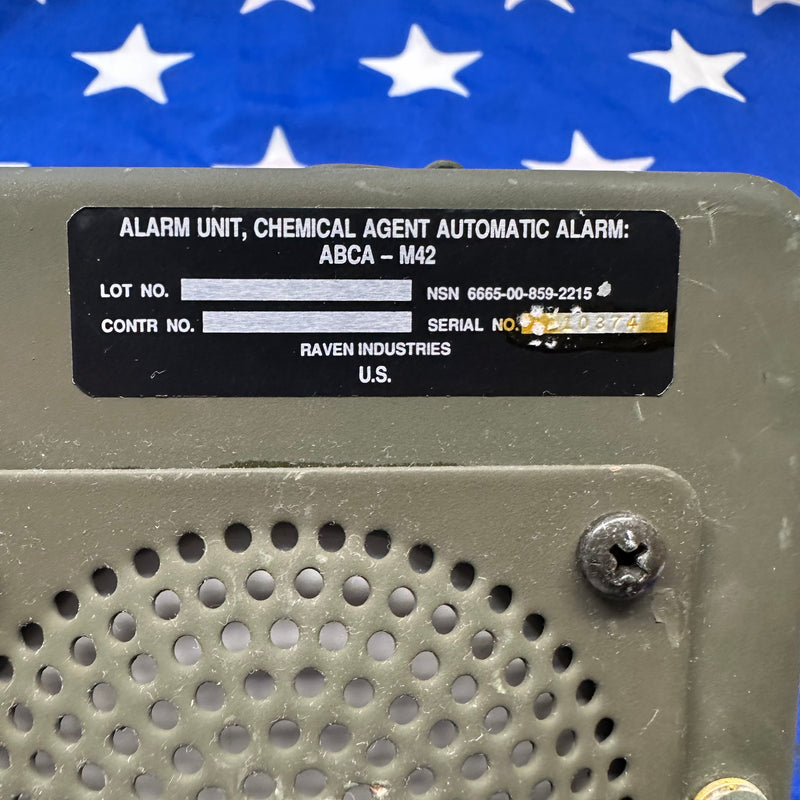 ALARM UNIT, CHEMICAL AGENT AUTOMATIC ALARM:
ABCA – M42
LOT NO.
NSN 6665-00-859-2215
CONTR NO.
SERIAL NO.
RAVEN INDUSTRIES
U.S.